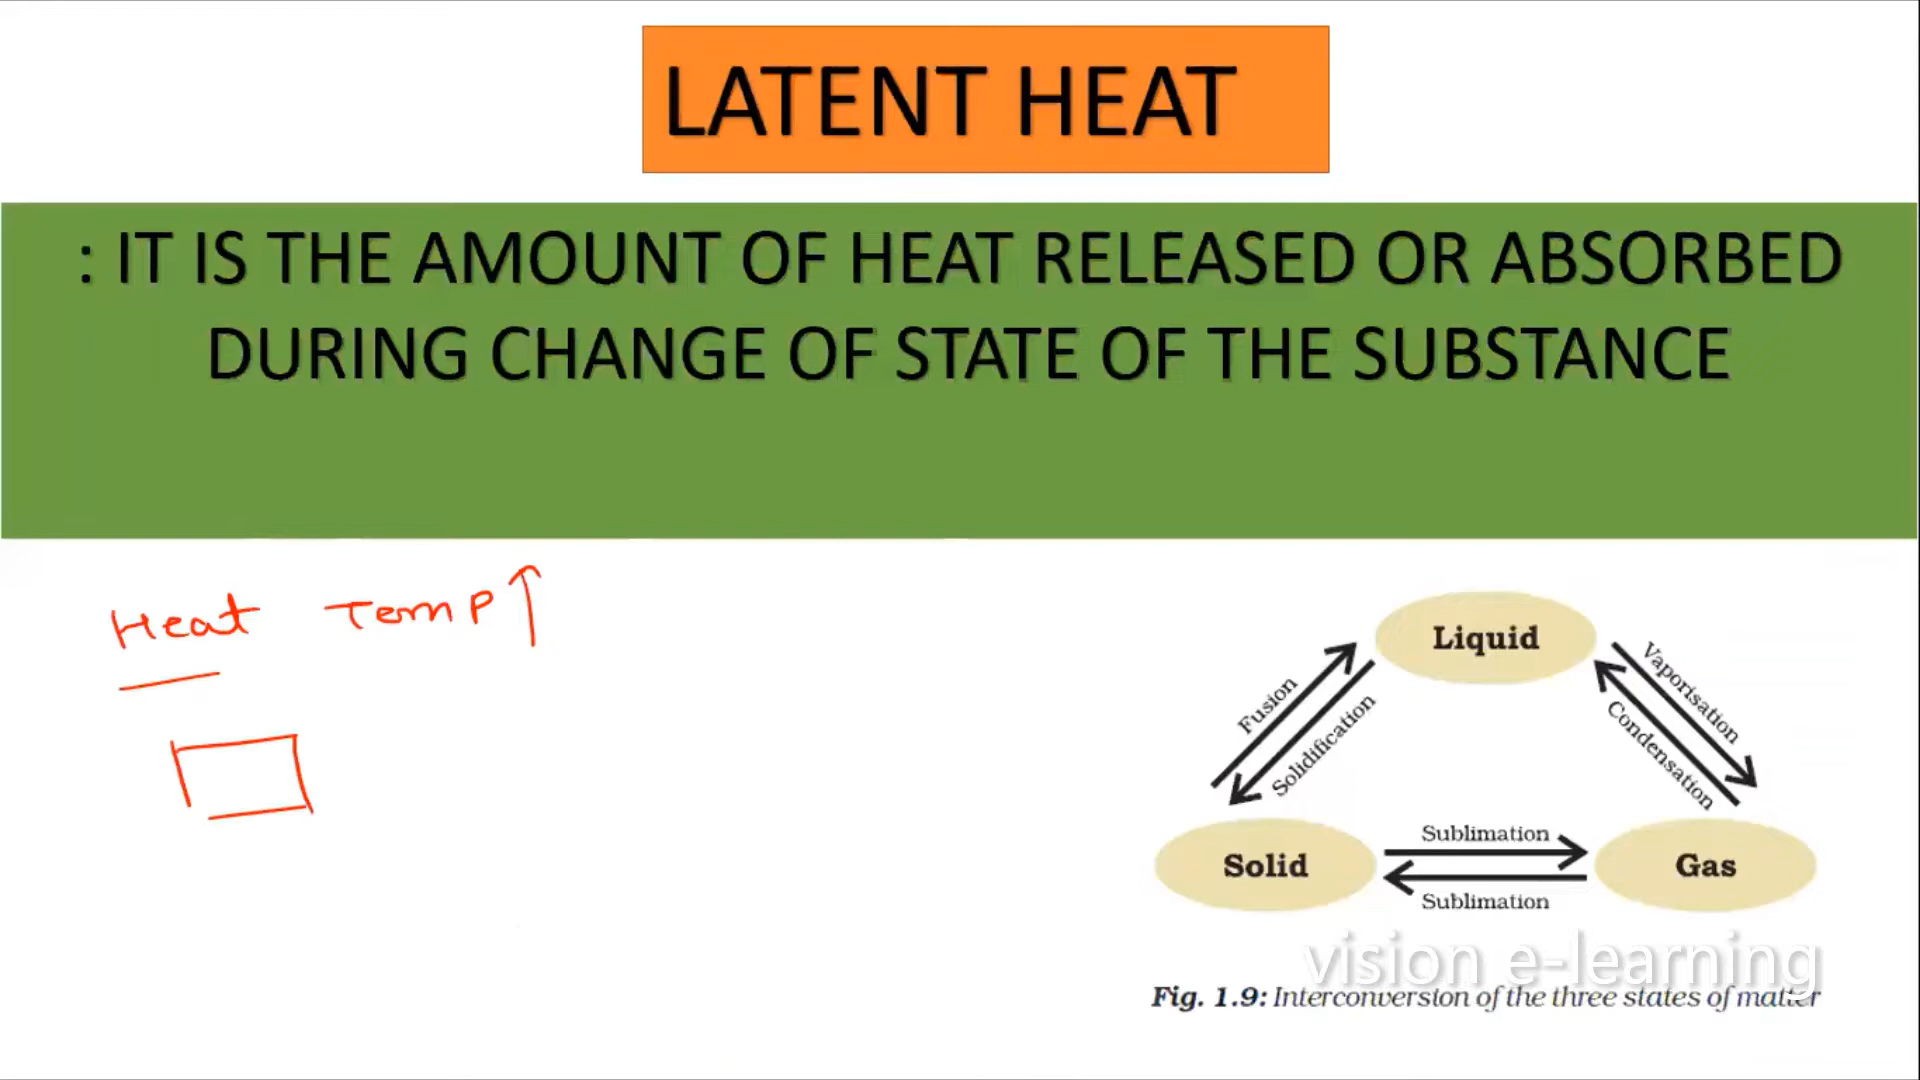 LATENT HEAT
: IT IS THE AMOUNT OF HEAT RELEASED OR ABSORBED
DURING CHANGE OF STATE OF THE SUBSTANCE
Heat Temp ↑
Liquid
Fusion
Solidification
Vaporisation
Condensation
Sublimation
Solid
Gas
Sublimation
vision e-learning
Fig. 1.9: Interconversion of the three states of matter